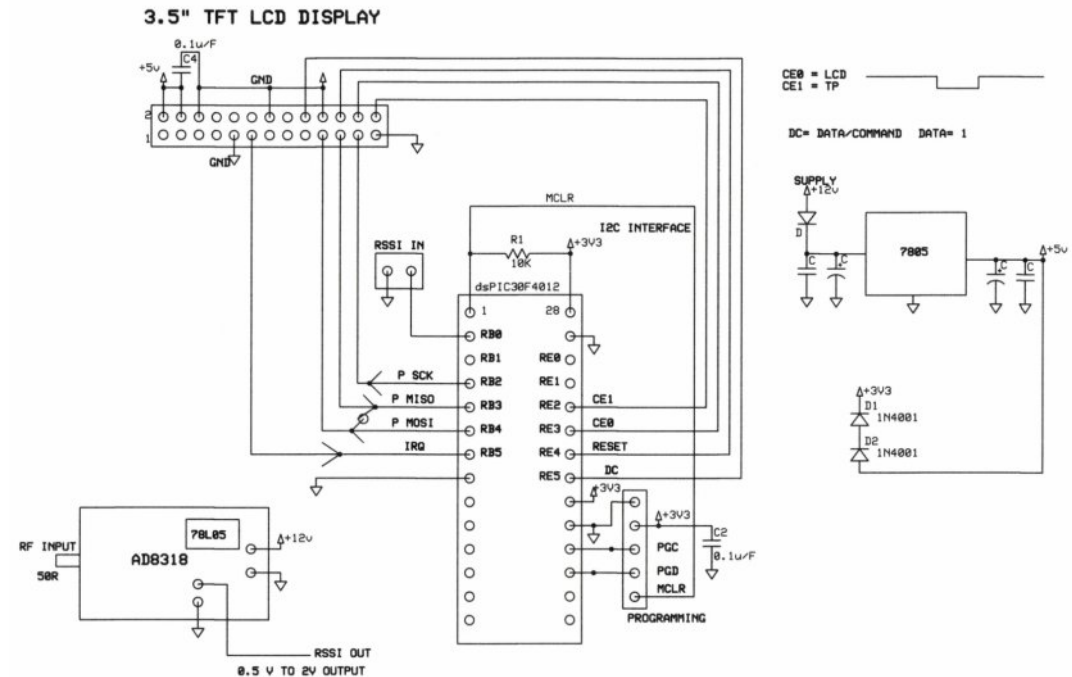 3.5" TFT LCD DISPLAY
0.1u/F
C4
+5v
GND
2
1
GND
CE0 = LCD
CE1 = TP
DC= DATA/COMMAND DATA= 1
SUPPLY
+12v
D
C
C
7805
C
C
+5v
MCLR
I2C INTERFACE
R1
10K
+3V3
RSSI IN
dsPIC30F4012
1
28
RB0
RB1
RE0
P SCK
RB2
RE1
P MISO
RB3
RE2
CE1
P MOSI
RB4
RE3
CE0
IRQ
RB5
RE4
RESET
RE5
DC
+3V3
+3V3
C2
0.1u/F
PGC
PGD
MCLR
PROGRAMMING
+3V3
D1
1N4001
D2
1N4001
78L05
+12v
RF INPUT
50R
AD8318
RSSI OUT
0.5 V TO 2V OUTPUT